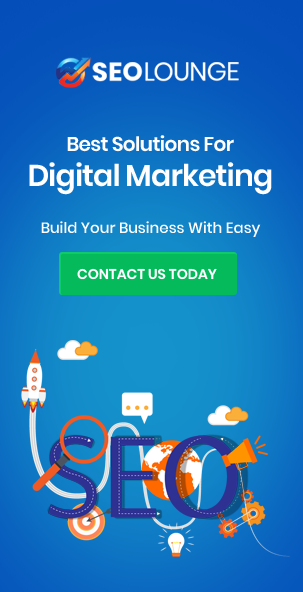 SEOLOUNGE
Best Solutions For
Digital Marketing
Build Your Business With Easy
CONTACT US TODAY
SEO